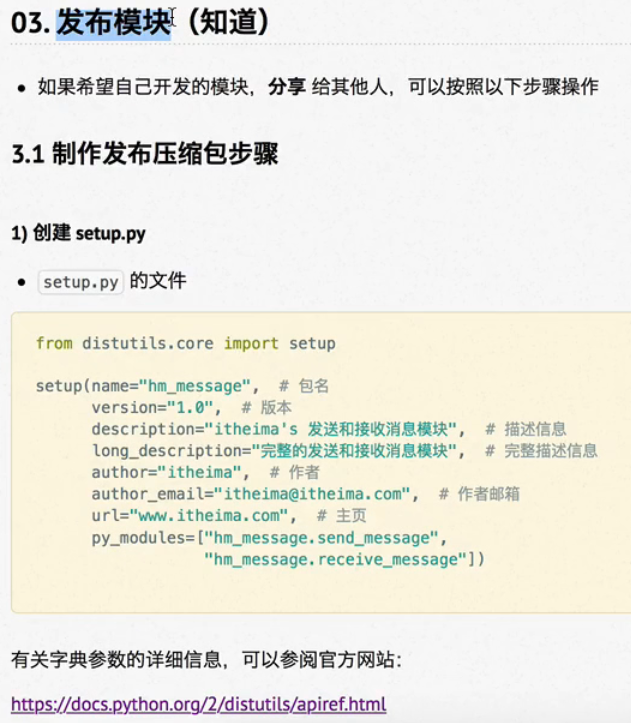 03. 发布模块（知道）
• 如果希望自己开发的模块，分享 给其他人，可以按照以下步骤操作
3.1 制作发布压缩包步骤
1) 创建 setup.py
• setup.py 的文件
from distutils.core import setup
setup(name="hm_message",  # 包名
      version="1.0",  # 版本
      description="itheima's 发送和接收消息模块",  # 描述信息
      long_description="完整的发送和接收消息模块",  # 完整描述信息
      author="itheima",  # 作者
      author_email="itheima@itheima.com",  # 作者邮箱
      url="www.itheima.com",  # 主页
      py_modules=["hm_message.send_message",
                  "hm_message.receive_message"])
有关字典参数的详细信息，可以参阅官方网站：
https://docs.python.org/2/distutils/apiref.html